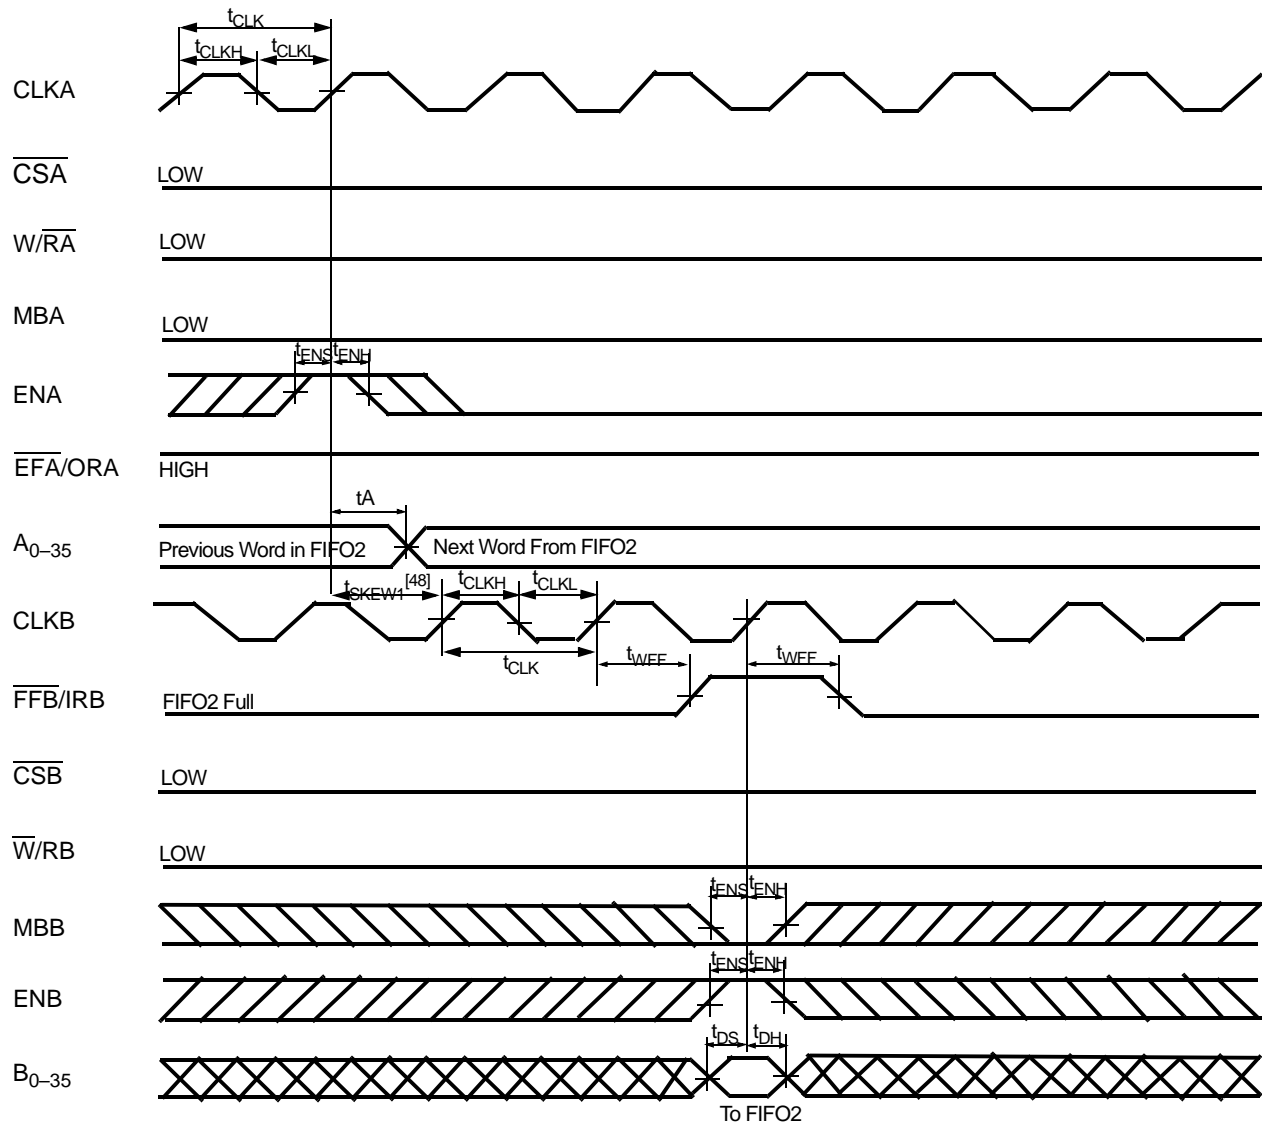 tCLK
tCLKH tCLKL
CLKA
CSA LOW
W/RA LOW
MBA LOW
tENS tENH
ENA
EFA/ORA HIGH
tA
A0–35 Previous Word in FIFO2 Next Word From FIFO2
tSKEW1[48] tCLKH tCLKL
CLKB
tCLK tWFF tWFF
FFB/IRB FIFO2 Full
CSB LOW
W/RB LOW
tENS tENH
MBB
tENS tENH
ENB
tDS tDH
B0–35
To FIFO2